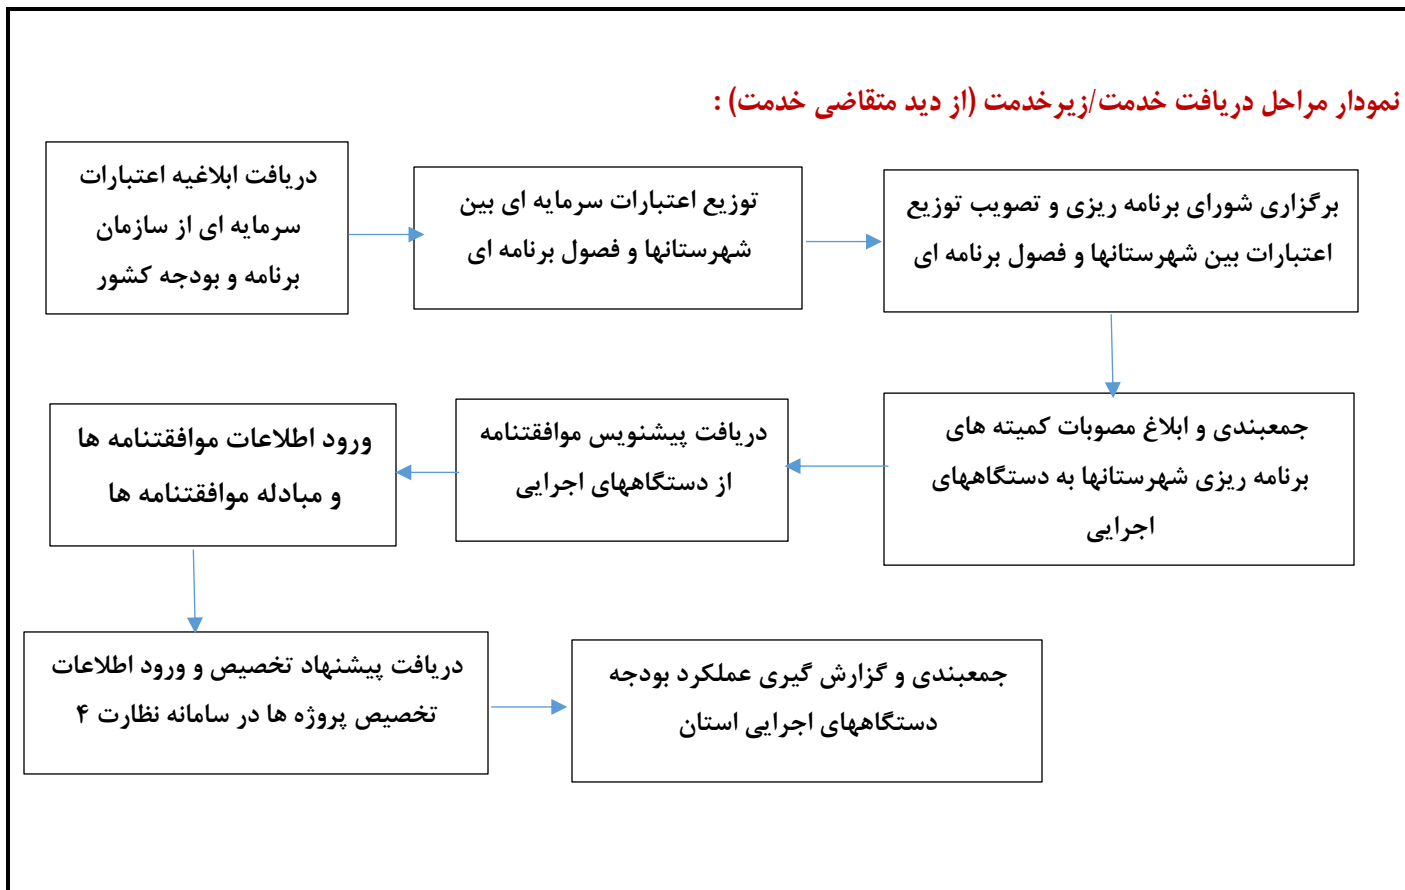 نمودار مراحل دریافت خدمت/زیرخدمت (از دید متقاضی خدمت) :
دریافت ابلاغیه اعتبارات
سرمایه ای از سازمان
برنامه و بودجه کشور
توزیع اعتبارات سرمایه ای بین
شهرستانها و فصول برنامه ای
برگزاری شورای برنامه ریزی و تصویب توزیع
اعتبارات بین شهرستانها و فصول برنامه ای
جمعبندی و ابلاغ مصوبات کمیته های
برنامه ریزی شهرستانها به دستگاههای
اجرایی
دریافت پیشنویس موافقتنامه
از دستگاههای اجرایی
ورود اطلاعات موافقتنامه ها
و مبادله موافقتنامه ها
دریافت پیشنهاد تخصیص و ورود اطلاعات
تخصیص پروژه ها در سامانه نظارت ۴
جمعبندی و گزارش گیری عملکرد بودجه
دستگاههای اجرایی استان